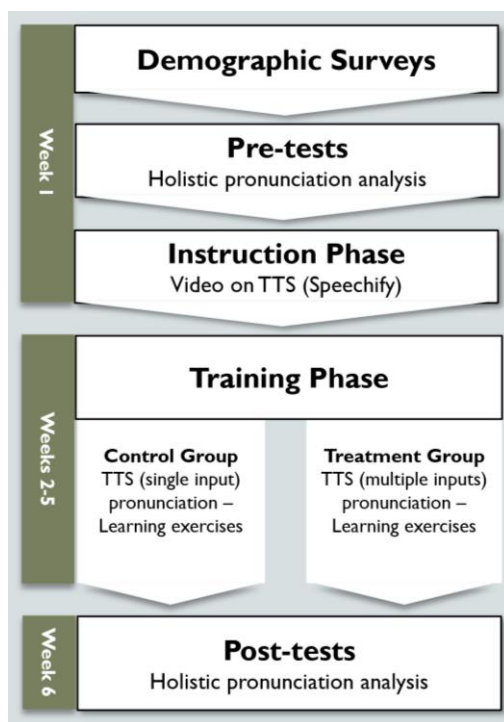 Week 1
Demographic Surveys
Pre-tests
Holistic pronunciation analysis
Instruction Phase
Video on TTS (Speechify)
Weeks 2-5
Training Phase
Control Group
TTS (single input)
pronunciation –
Learning exercises
Treatment Group
TTS (multiple inputs)
pronunciation –
Learning exercises
Week 6
Post-tests
Holistic pronunciation analysis